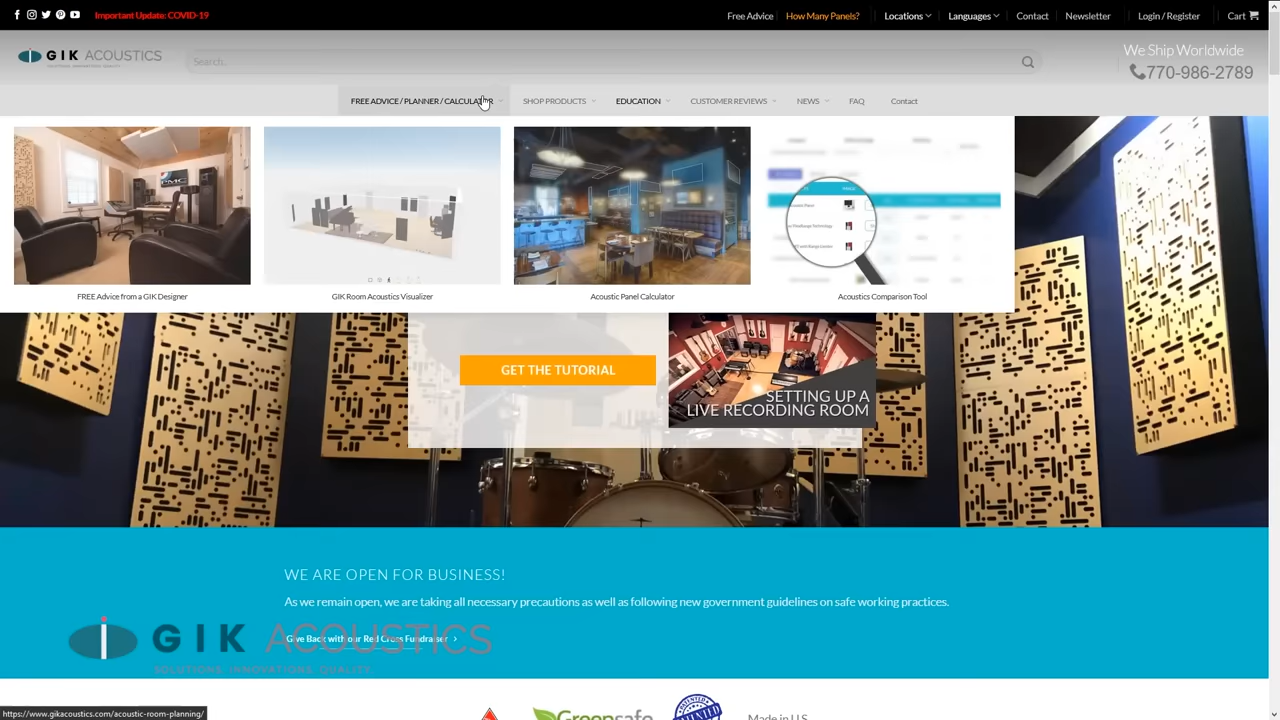 Important Update: COVID-19
Free Advice
How Many Panels?
Locations
Languages
Contact
Newsletter
Login / Register
Cart
GIK ACOUSTICS
Search...
We Ship Worldwide
770-986-2789
FREE ADVICE / PLANNER / CALCULATOR
SHOP PRODUCTS
EDUCATION
CUSTOMER REVIEWS
NEWS
FAQ
Contact
PMC
FREE Advice from a GIK Designer
GIK Room Acoustics Visualizer
Acoustic Panel Calculator
Acoustics Comparison Tool
GET THE TUTORIAL
SETTING UP A
LIVE RECORDING ROOM
WE ARE OPEN FOR BUSINESS!
As we remain open, we are taking all necessary precautions as well as following new government guidelines on safe working practices.
Give Back with our Red Cross Fundraiser
GIK ACOUSTICS
SOLUTIONS. INNOVATIONS. QUALITY.
https://www.gikacoustics.com/acoustic-room-planning/
Greensafe
Made in U.S